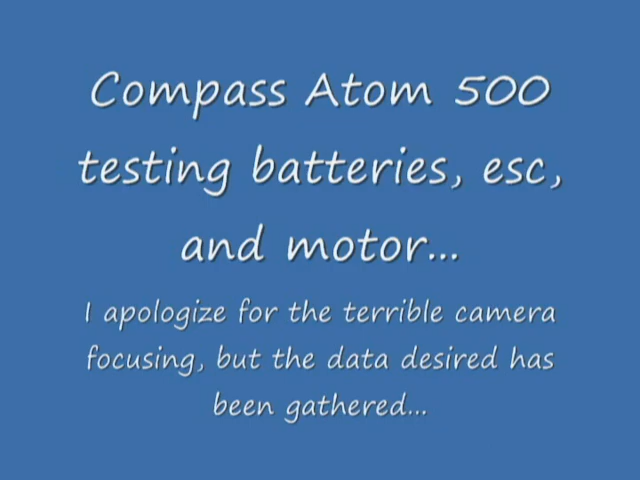 Compass Atom 500
testing batteries, esc,
and motor...
I apologize for the terrible camera
focusing, but the data desired has
been gathered...